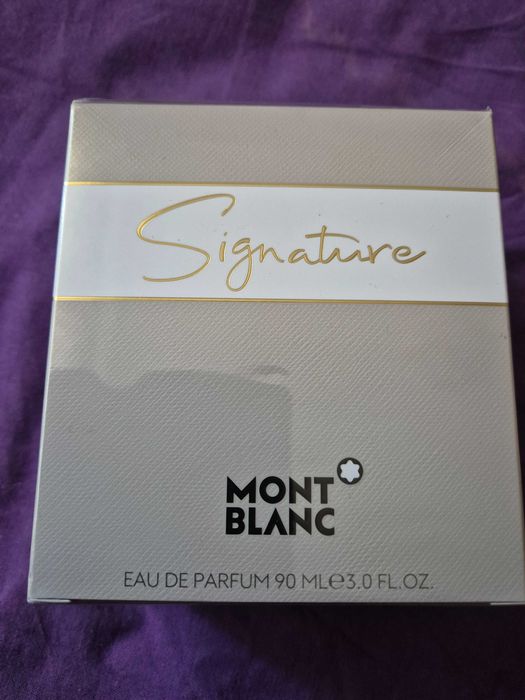 Signature
MONT
BLANC
EAU DE PARFUM 90 ML℮3.0 FL.OZ.